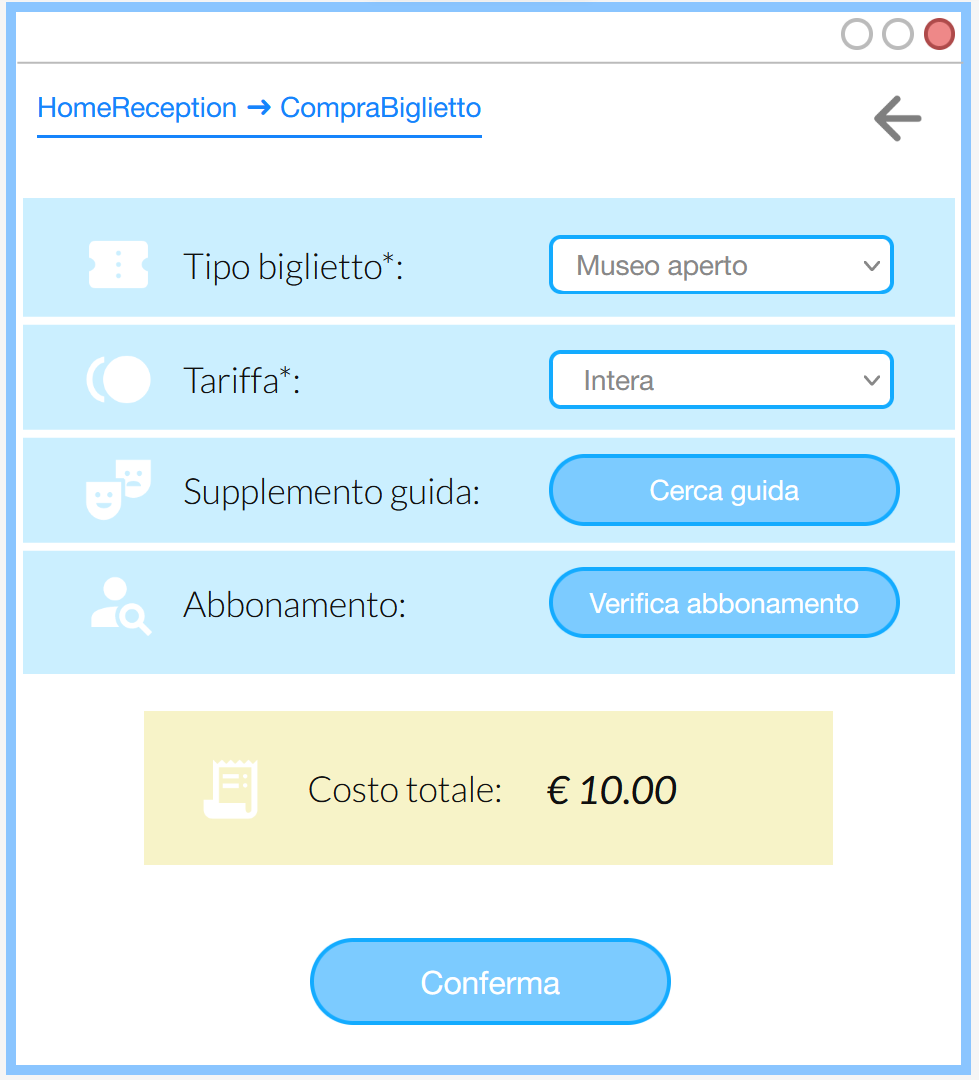 HomeReception → CompraBiglietto
Tipo biglietto*: Museo aperto
Tariffa*: Intera
Supplemento guida: Cerca guida
Abbonamento: Verifica abbonamento
Costo totale: € 10.00
Conferma